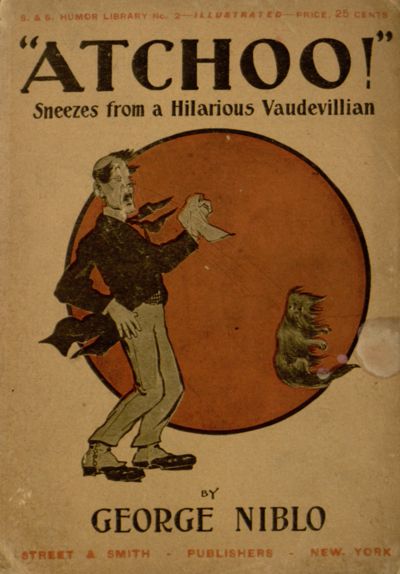 S. & S. HUMOR LIBRARY No. 2—ILLUSTRATED—PRICE, 25 CENTS
"ATCHOO!"
Sneezes from a Hilarious Vaudevillian
BY
GEORGE NIBLO
STREET & SMITH - PUBLISHERS - NEW YORK